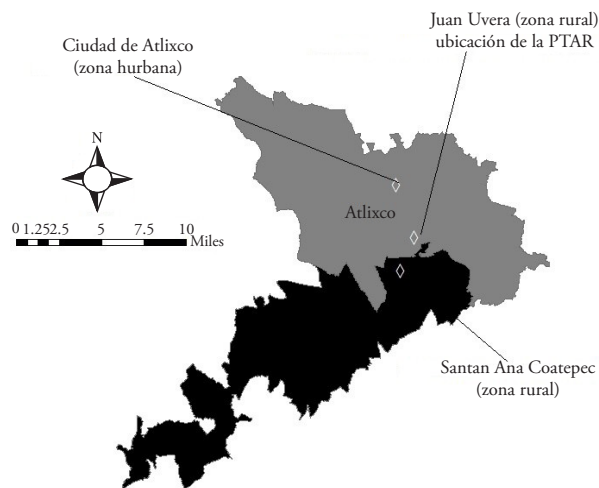 Juan Uvera (zona rural)
ubicación de la PTAR
Ciudad de Atlixco
(zona hurbana)
N
Atlixco
0 1.252.5 5 7.5 10
Miles
Santan Ana Coatepec
(zona rural)